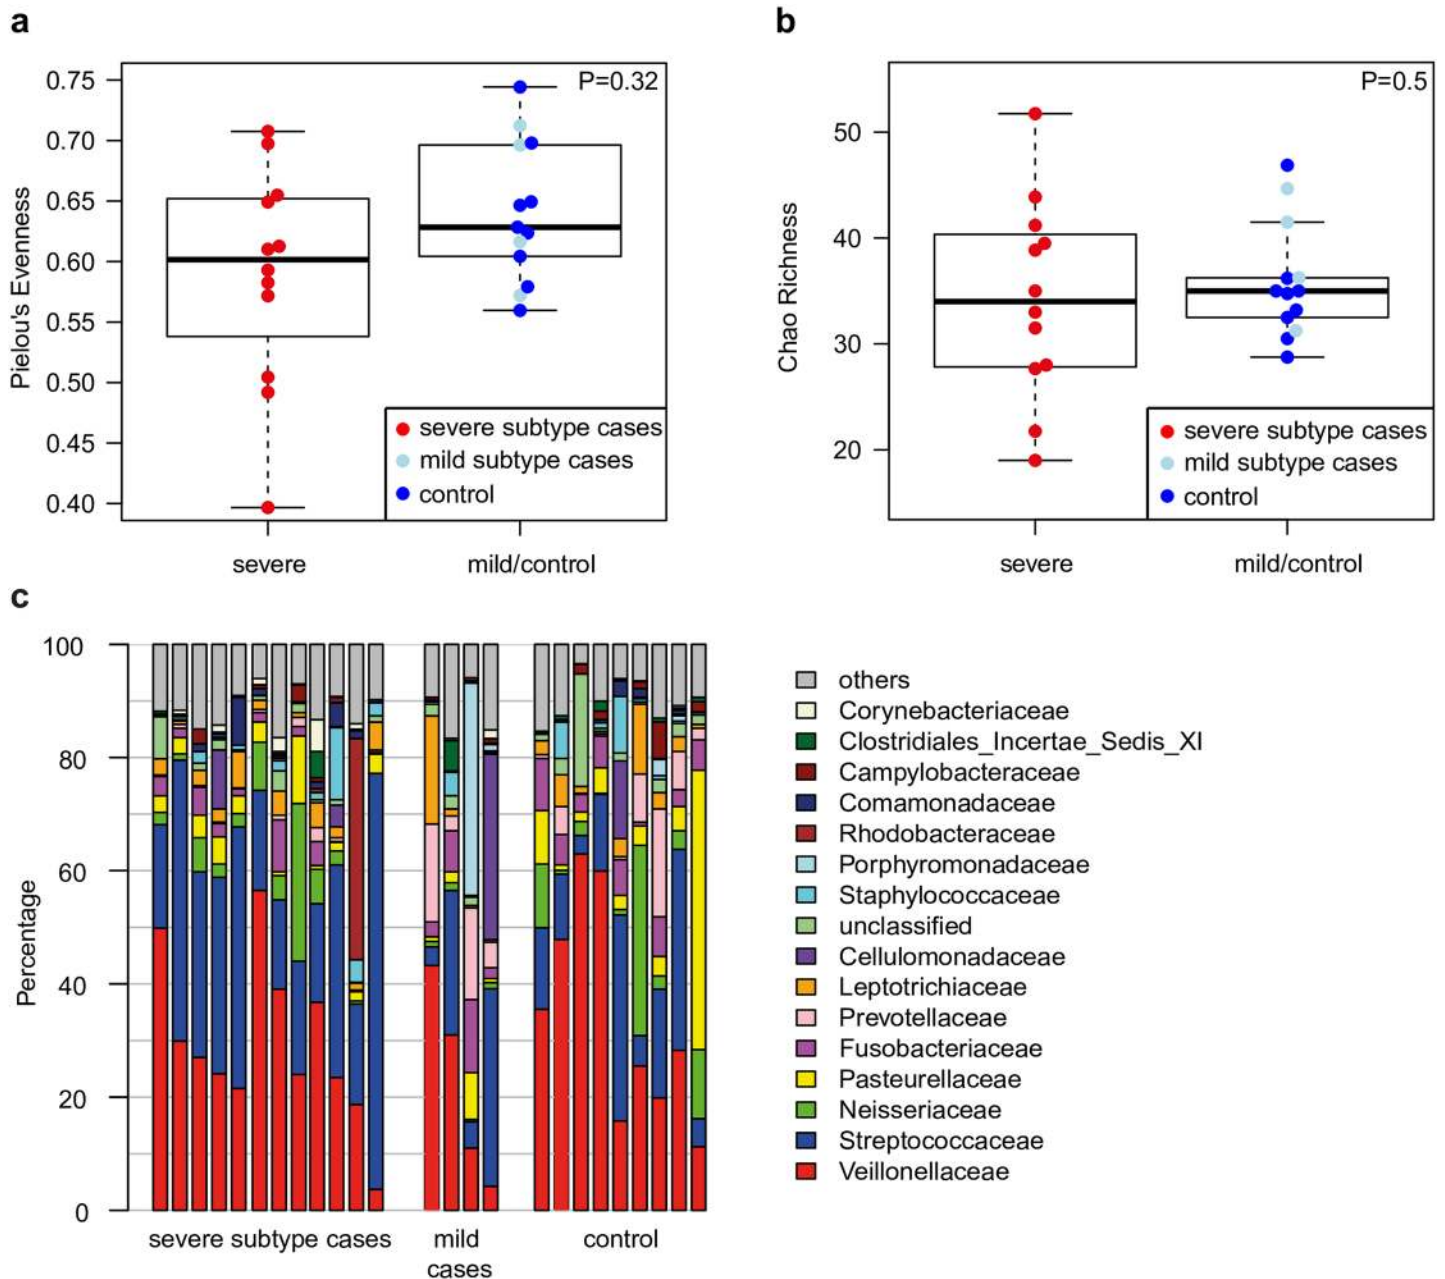 a
0.75
0.70
0.65
0.60
0.55
0.50
0.45
0.40
Pielou's Evenness
P=0.32
severe subtype cases
mild subtype cases
control
severe
mild/control
b
50
40
30
20
Chao Richness
P=0.5
severe subtype cases
mild subtype cases
control
severe
mild/control
c
100
80
60
40
20
0
Percentage
severe subtype cases
mild
cases
control
others
Corynebacteriaceae
Clostridiales_Incertae_Sedis_XI
Campylobacteraceae
Comamonadaceae
Rhodobacteraceae
Porphyromonadaceae
Staphylococcaceae
unclassified
Cellulomonadaceae
Leptotrichiaceae
Prevotellaceae
Fusobacteriaceae
Pasteurellaceae
Neisseriaceae
Streptococcaceae
Veillonellaceae